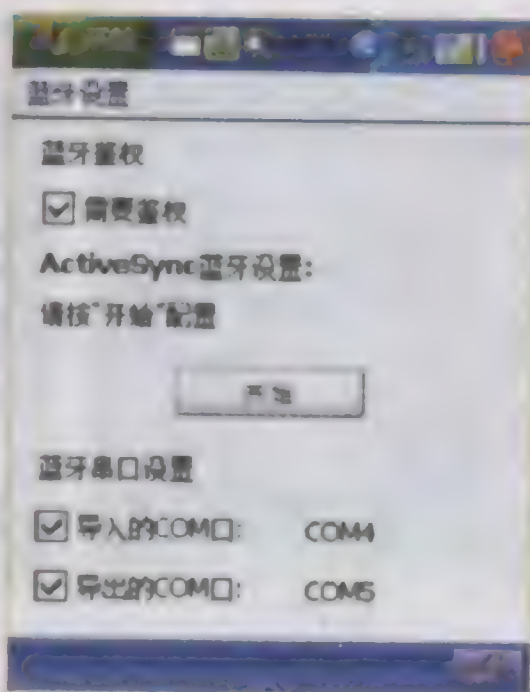 蓝牙设置
蓝牙鉴权
需要鉴权
ActiveSync蓝牙设置:
请按"开始"配置
开始
蓝牙串口设置
导入的COM口: COM4
导出的COM口: